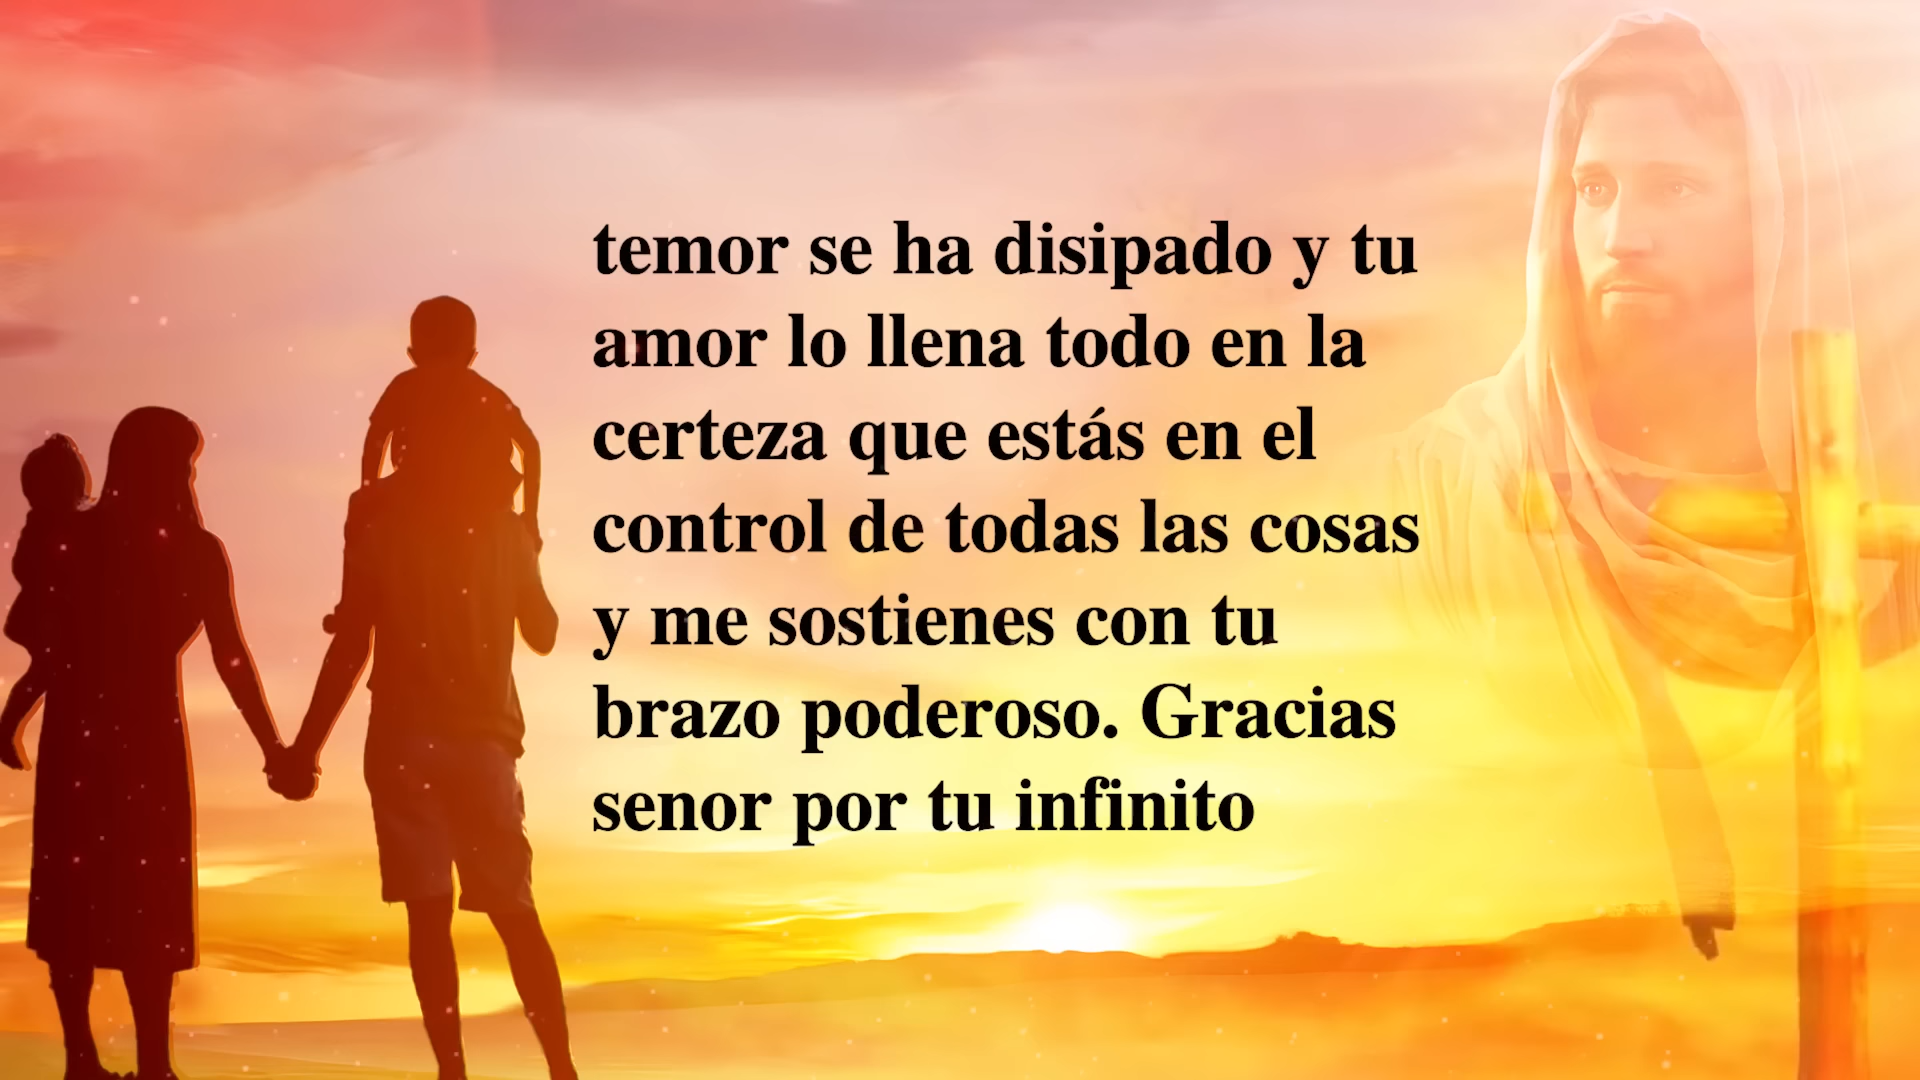 temor se ha disipado y tu
amor lo llena todo en la
certeza que estás en el
control de todas las cosas
y me sostienes con tu
brazo poderoso. Gracias
senor por tu infinito